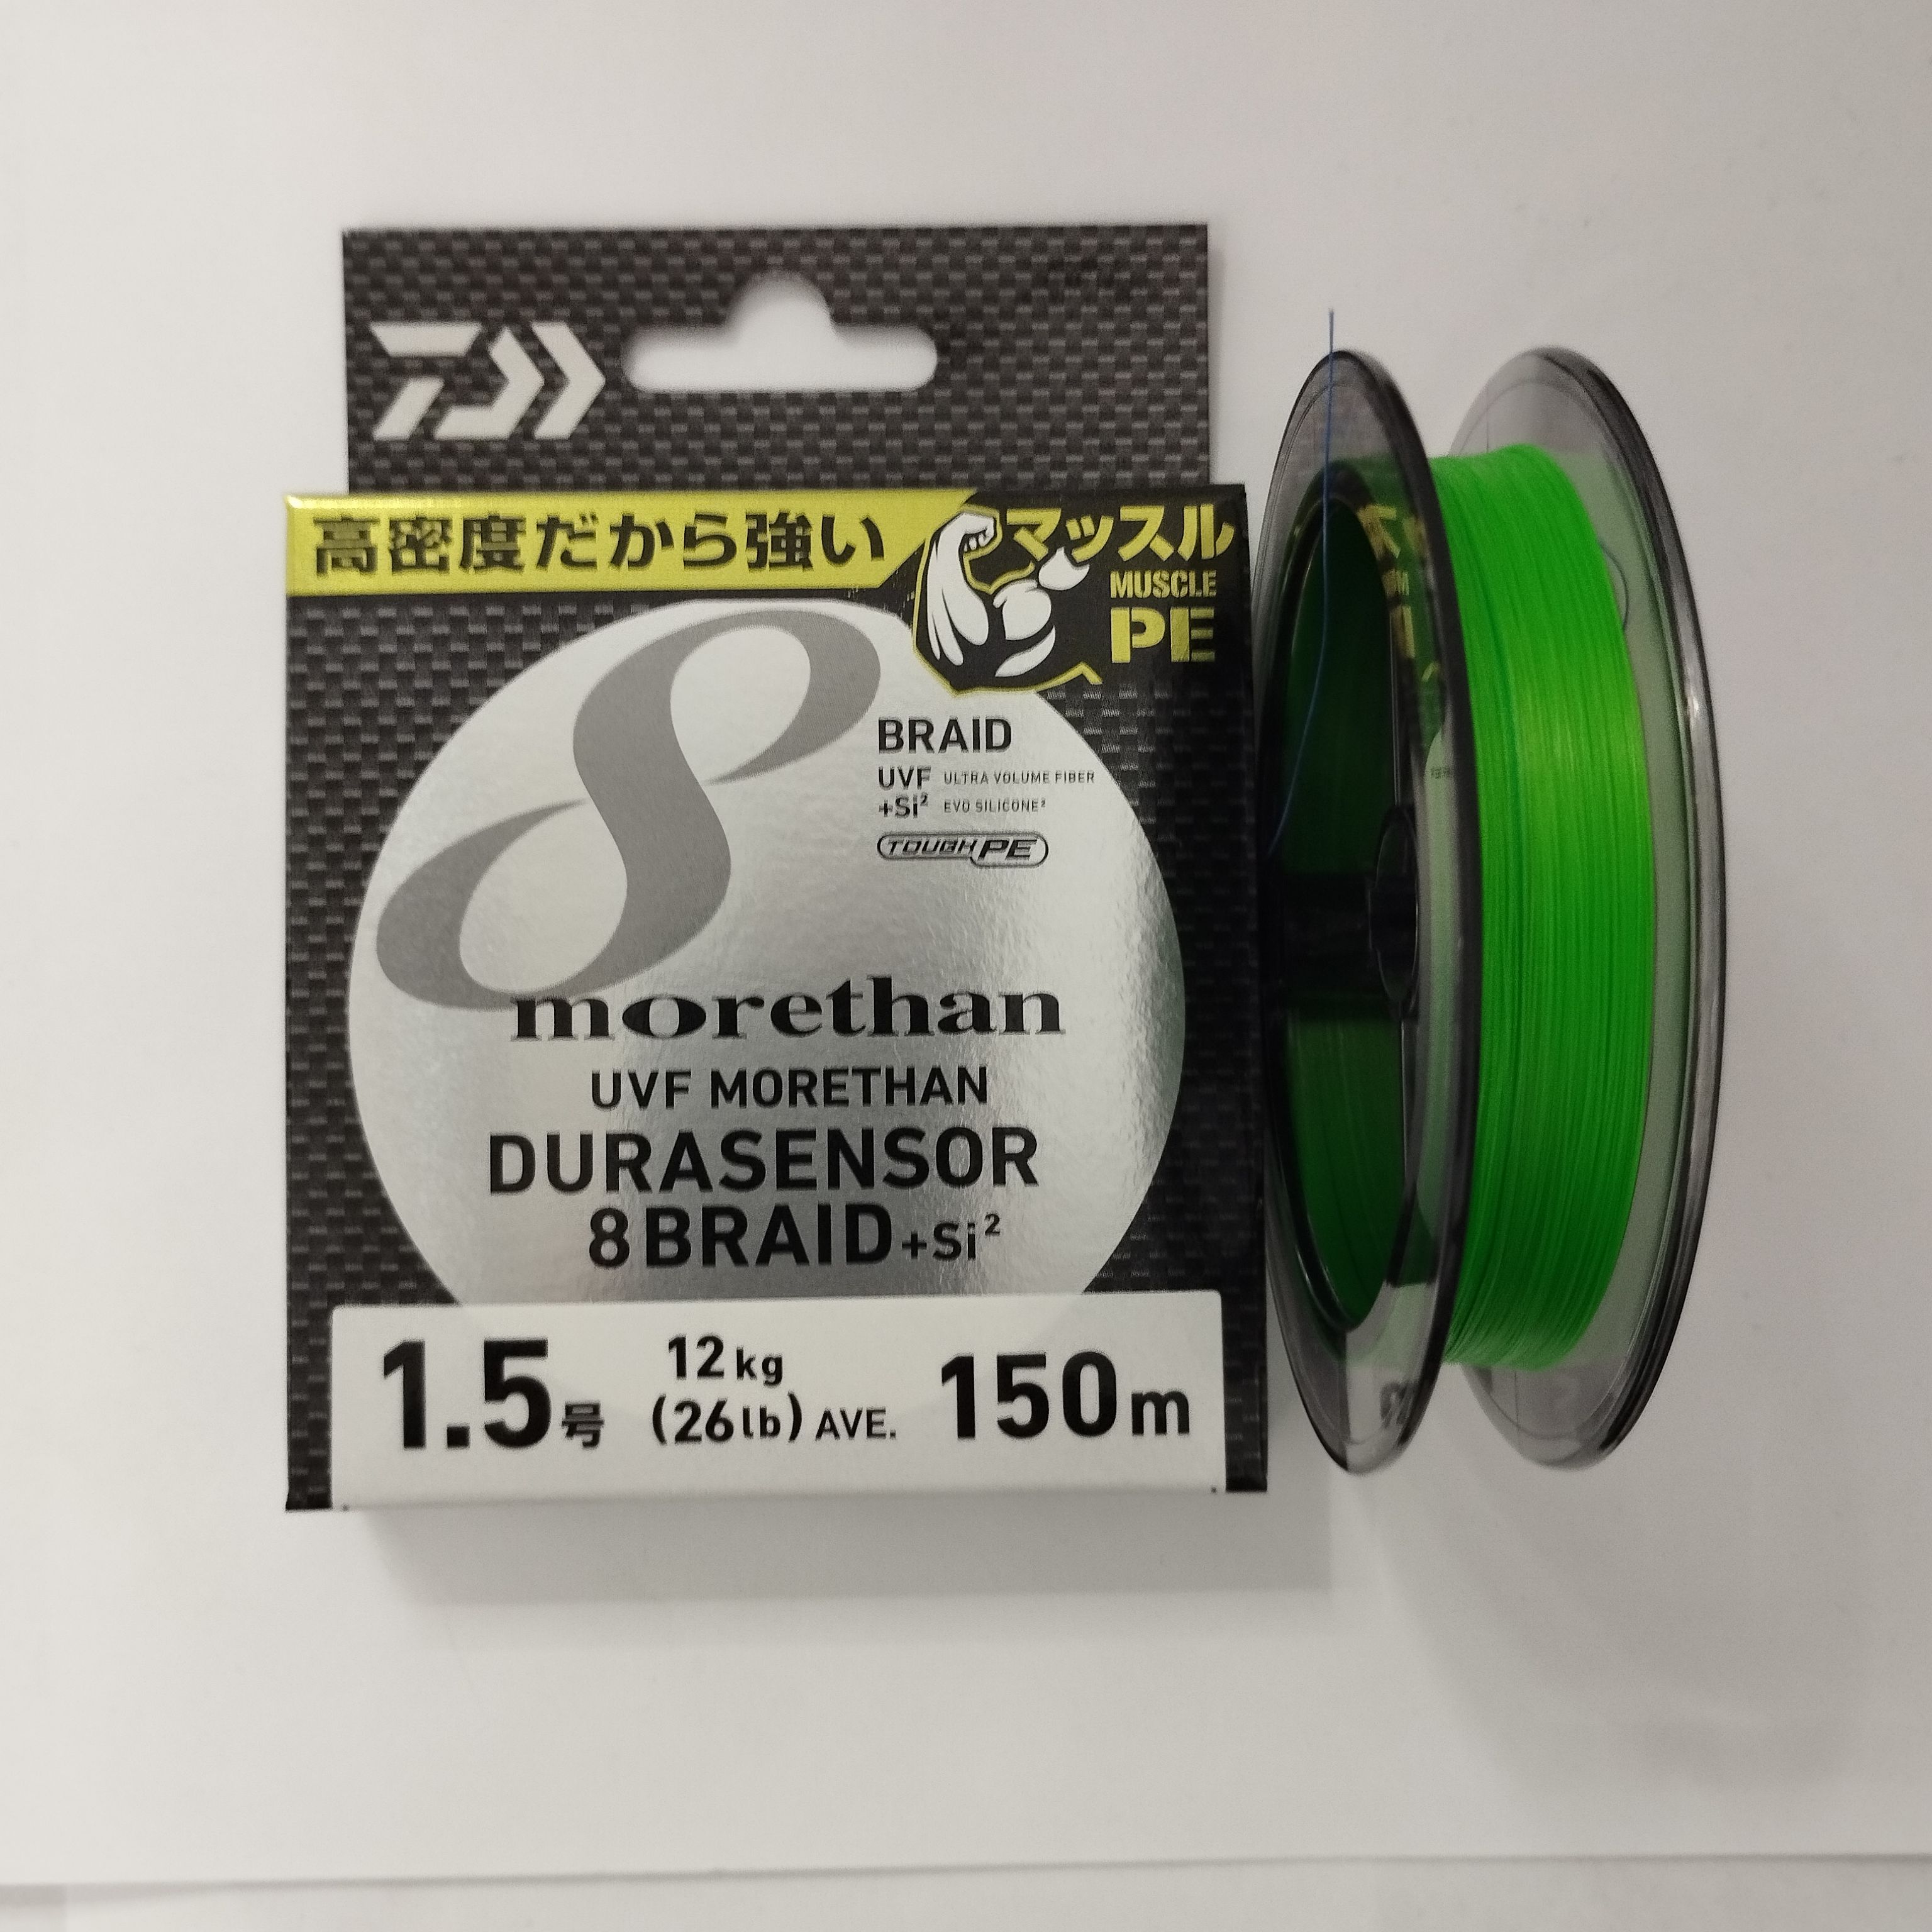 高密度だから強い
マッスル
MUSCLE
PE
8
BRAID
UVF ULTRA VOLUME FIBER
+Si² EVO SILICONE²
TOUGH PE
morethan
UVF MORETHAN
DURASENSOR
8BRAID+Si²
1.5号 12kg (26lb) AVE. 150m